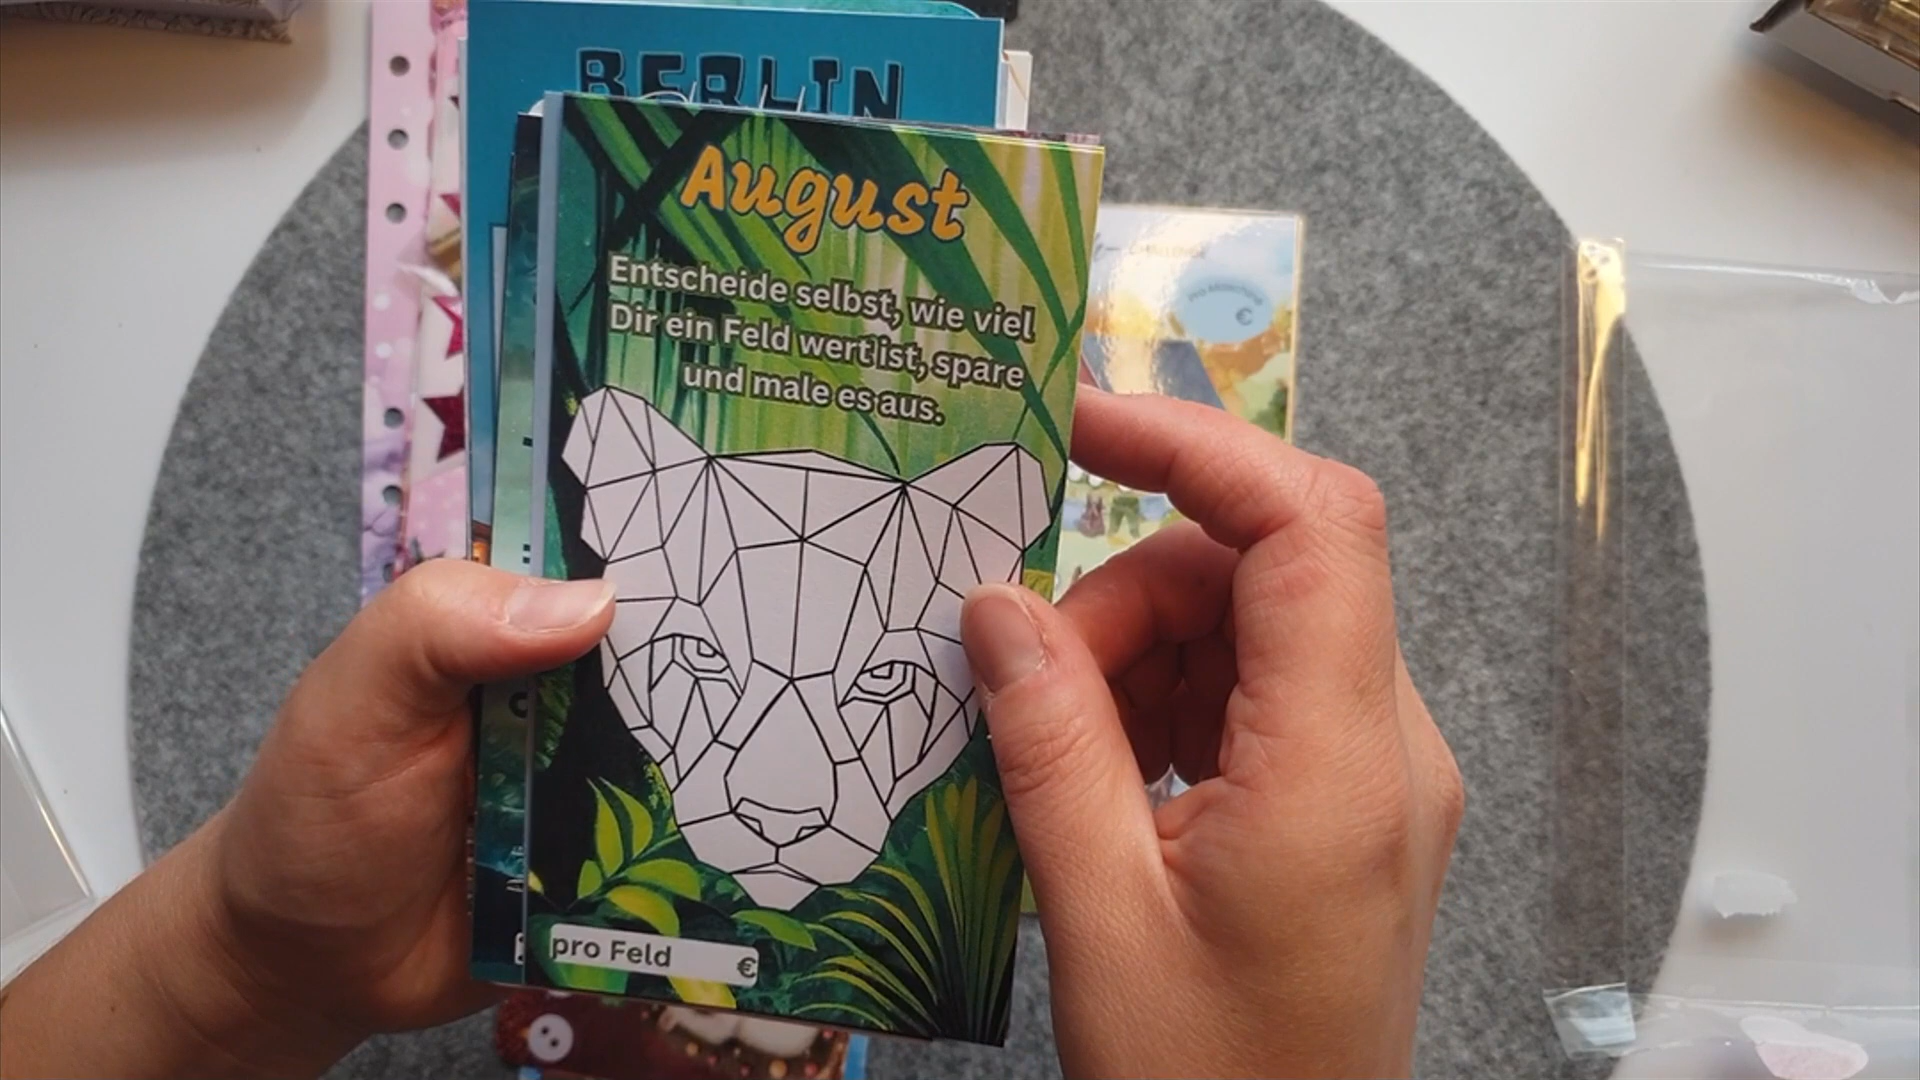 BERLIN
August
Entscheide selbst, wie viel
Dir ein Feld wert ist, spare
und male es aus.
pro Feld €
€